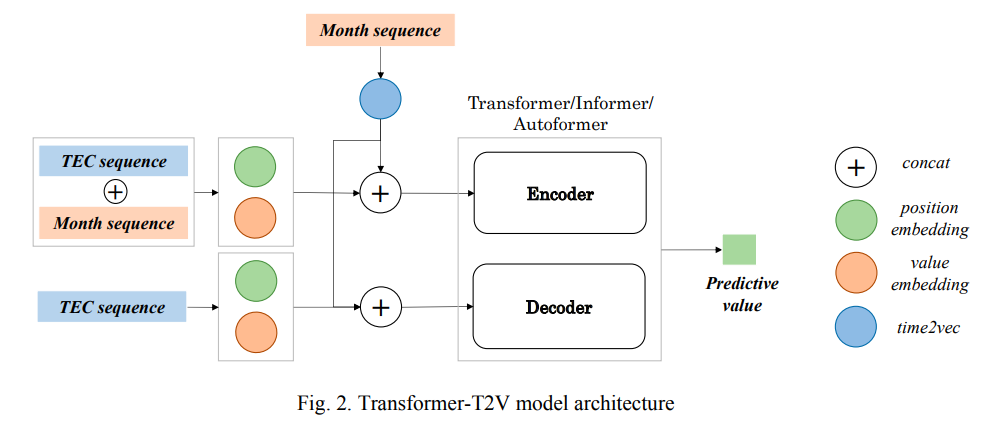 Month sequence
Transformer/Informer/
Autoformer
TEC sequence
+
Month sequence
+
Encoder
TEC sequence
+
Decoder
Predictive
value
+
concat
position
embedding
value
embedding
time2vec
Fig. 2. Transformer-T2V model architecture